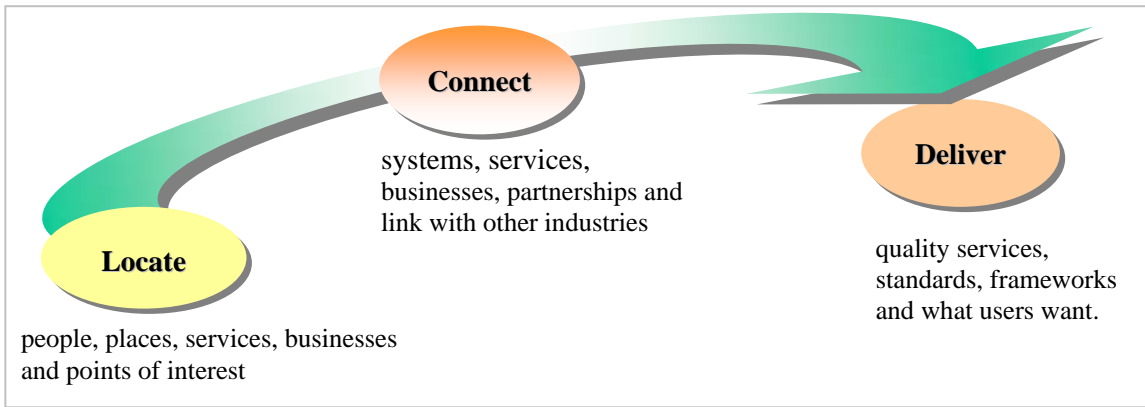 Locate
people, places, services, businesses
and points of interest
Connect
systems, services,
businesses, partnerships and
link with other industries
Deliver
quality services,
standards, frameworks
and what users want.